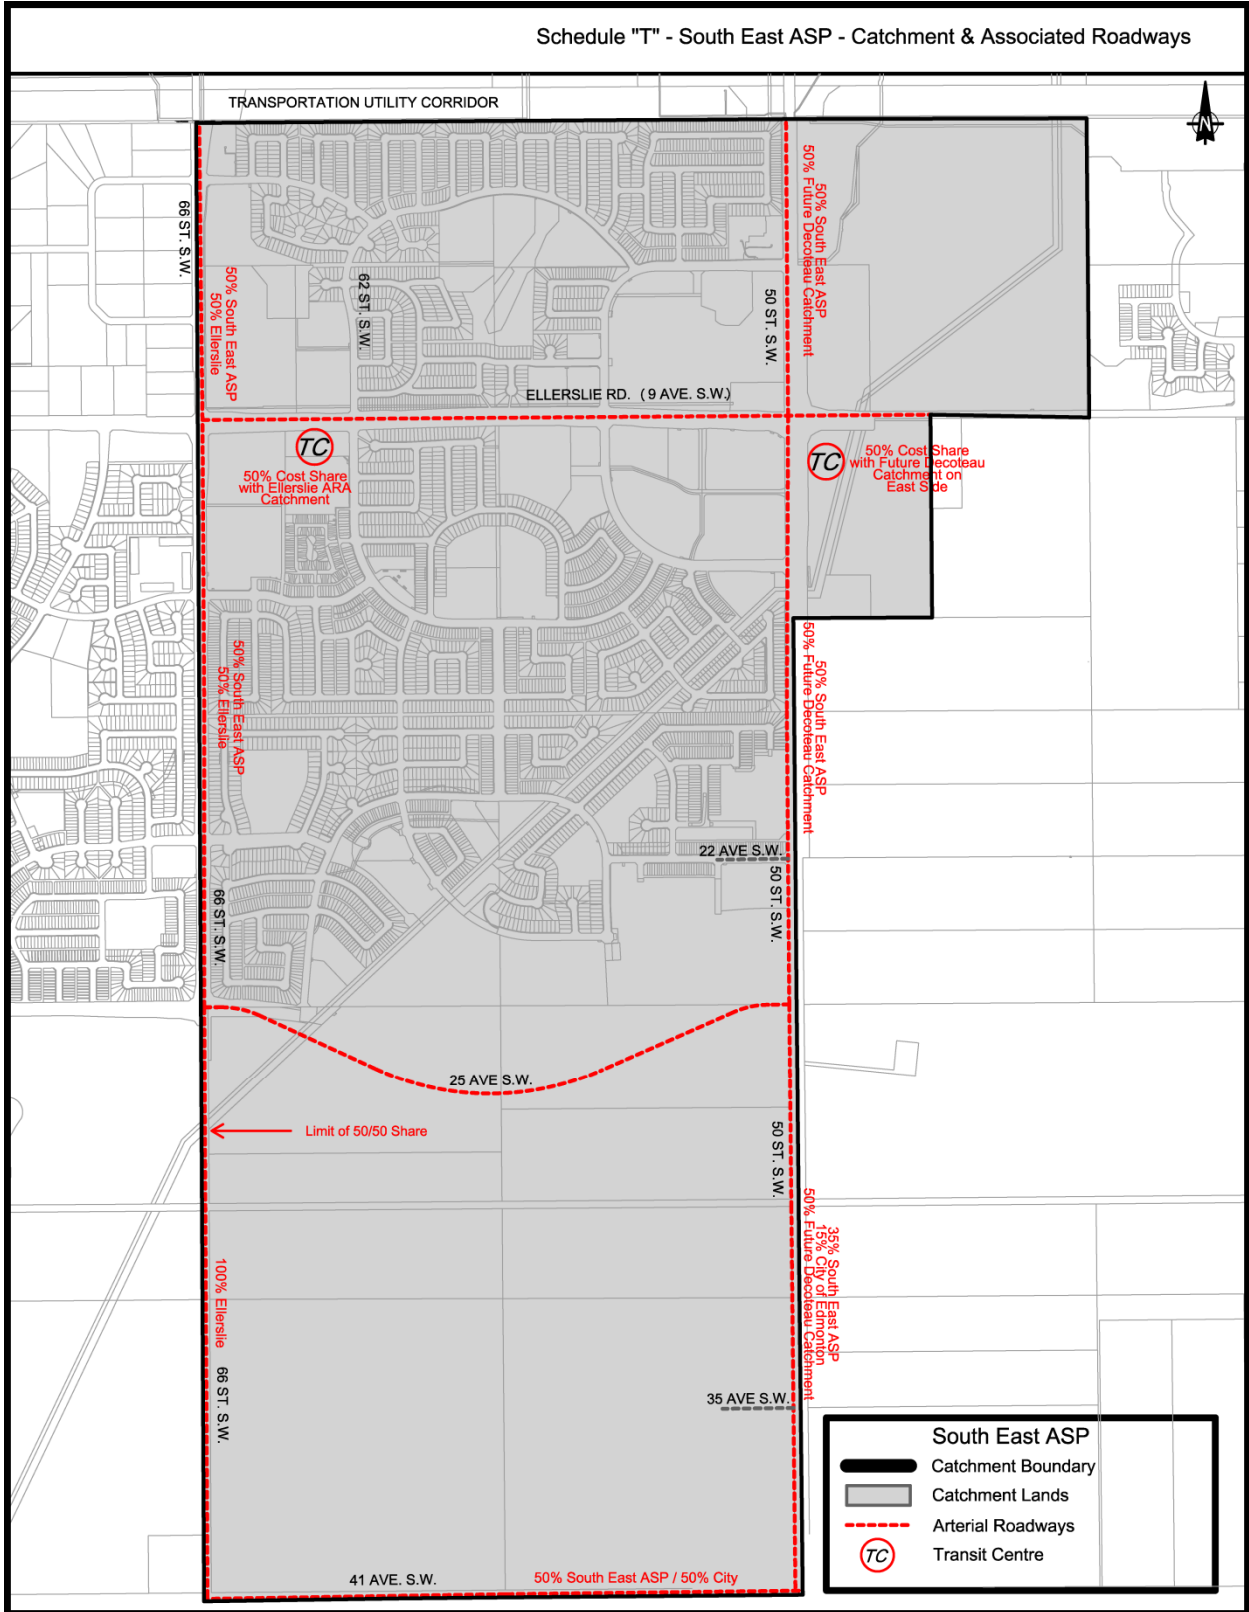 Schedule "T" - South East ASP - Catchment & Associated Roadways
TRANSPORTATION UTILITY CORRIDOR
N
66 ST. S.W.
50% South East ASP
50% Ellerslie
62 ST. S.W.
50 ST. S.W.
50% South East ASP
50% Future Decoteau Catchment
ELLERSLIE RD. ( 9 AVE. S.W.)
TC
50% Cost Share
with Ellerslie ARA
Catchment
TC
50% Cost Share
with Future Decoteau
Catchment on
East Side
50% South East ASP
50% Ellerslie
50% South East ASP
50% Future Decoteau Catchment
22 AVE S.W.
66 ST. S.W.
50 ST. S.W.
25 AVE S.W.
Limit of 50/50 Share
50 ST. S.W.
35% South East ASP
15% City of Edmonton
50% Future Decoteau Catchment
100% Ellerslie
66 ST. S.W.
35 AVE S.W.
41 AVE. S.W.
50% South East ASP / 50% City
South East ASP
Catchment Boundary
Catchment Lands
Arterial Roadways
TC
Transit Centre